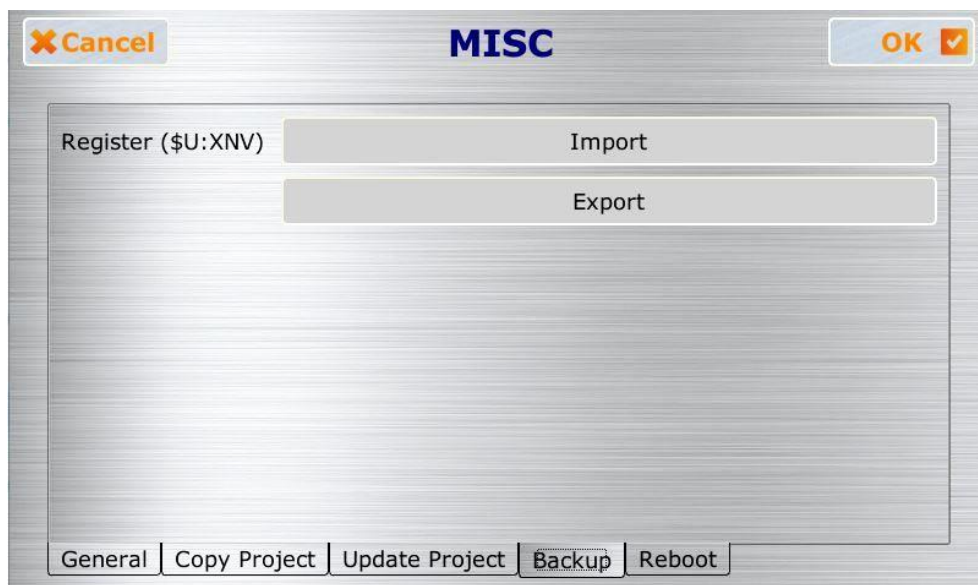 Cancel
MISC
OK
Register ($U:XNV)
Import
Export
General
Copy Project
Update Project
Backup
Reboot